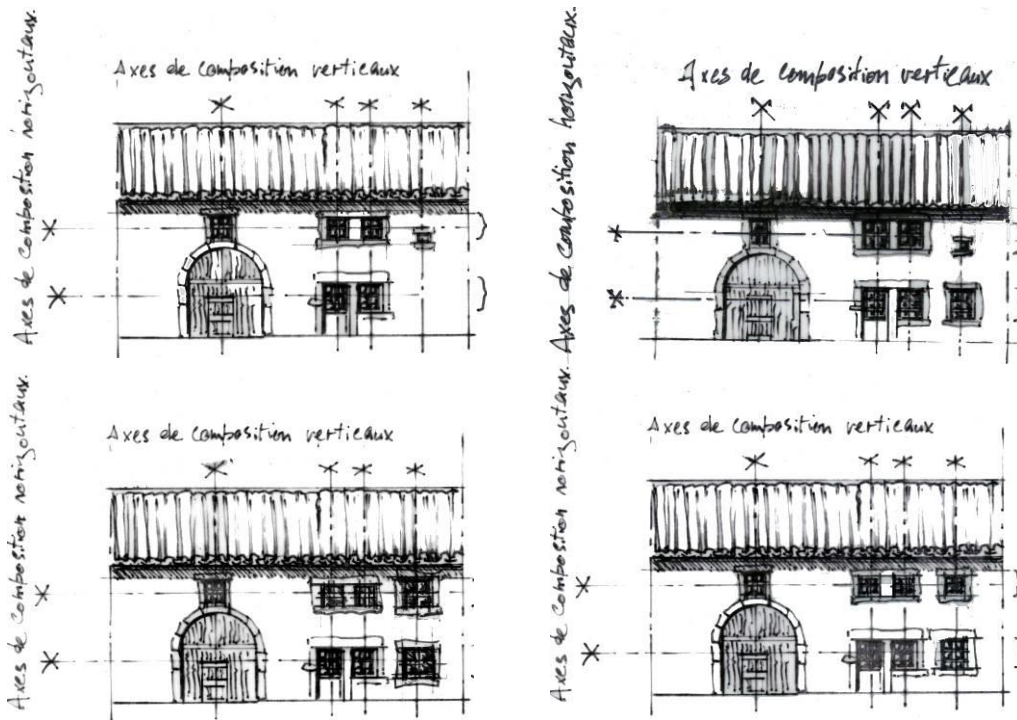 Axes de composition verticaux
Axes de composition horizontaux.
Axes de composition verticaux
Axes de composition horizontaux.
Axes de composition verticaux
Axes de composition horizontaux.
Axes de composition verticaux
Axes de composition horizontaux.